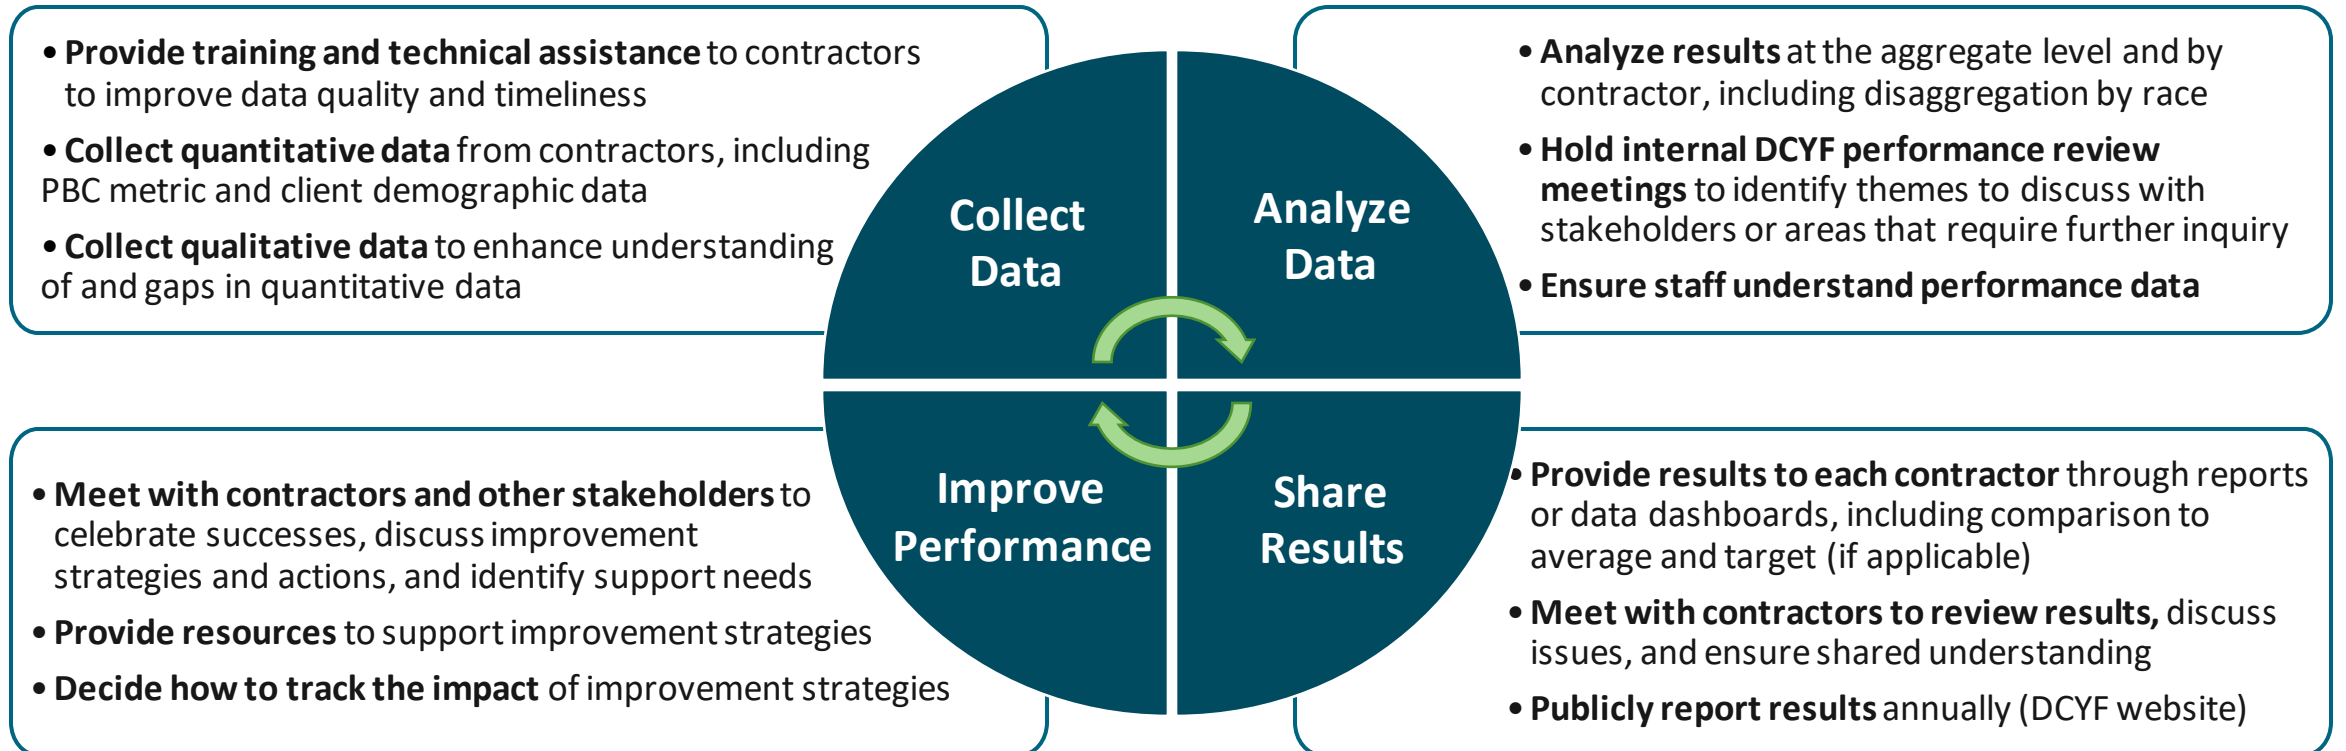 • Provide training and technical assistance to contractors
to improve data quality and timeliness
• Collect quantitative data from contractors, including
PBC metric and client demographic data
• Collect qualitative data to enhance understanding
of and gaps in quantitative data
Collect
Data
Analyze
Data
• Analyze results at the aggregate level and by
contractor, including disaggregation by race
• Hold internal DCYF performance review
meetings to identify themes to discuss with
stakeholders or areas that require further inquiry
• Ensure staff understand performance data
• Meet with contractors and other stakeholders to
celebrate successes, discuss improvement
strategies and actions, and identify support needs
• Provide resources to support improvement strategies
• Decide how to track the impact of improvement strategies
Improve
Performance
Share
Results
• Provide results to each contractor through reports
or data dashboards, including comparison to
average and target (if applicable)
• Meet with contractors to review results, discuss
issues, and ensure shared understanding
• Publicly report results annually (DCYF website)